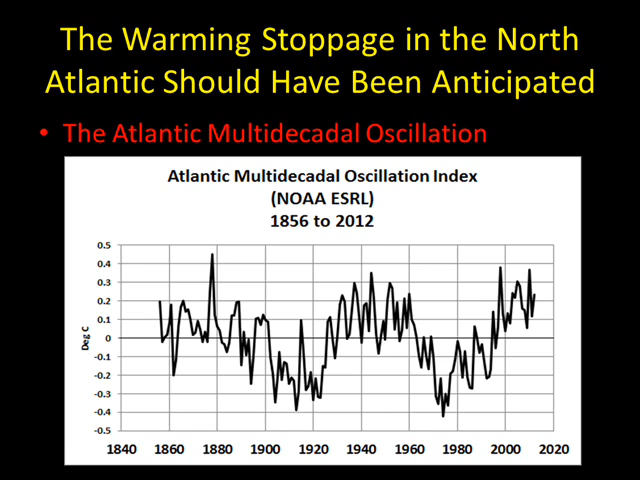 The Warming Stoppage in the North
Atlantic Should Have Been Anticipated
• The Atlantic Multidecadal Oscillation
Atlantic Multidecadal Oscillation Index
(NOAA ESRL)
1856 to 2012
0.5
0.4
0.3
0.2
0.1
0
-0.1
-0.2
-0.3
-0.4
-0.5
Deg C
1840 1860 1880 1900 1920 1940 1960 1980 2000 2020